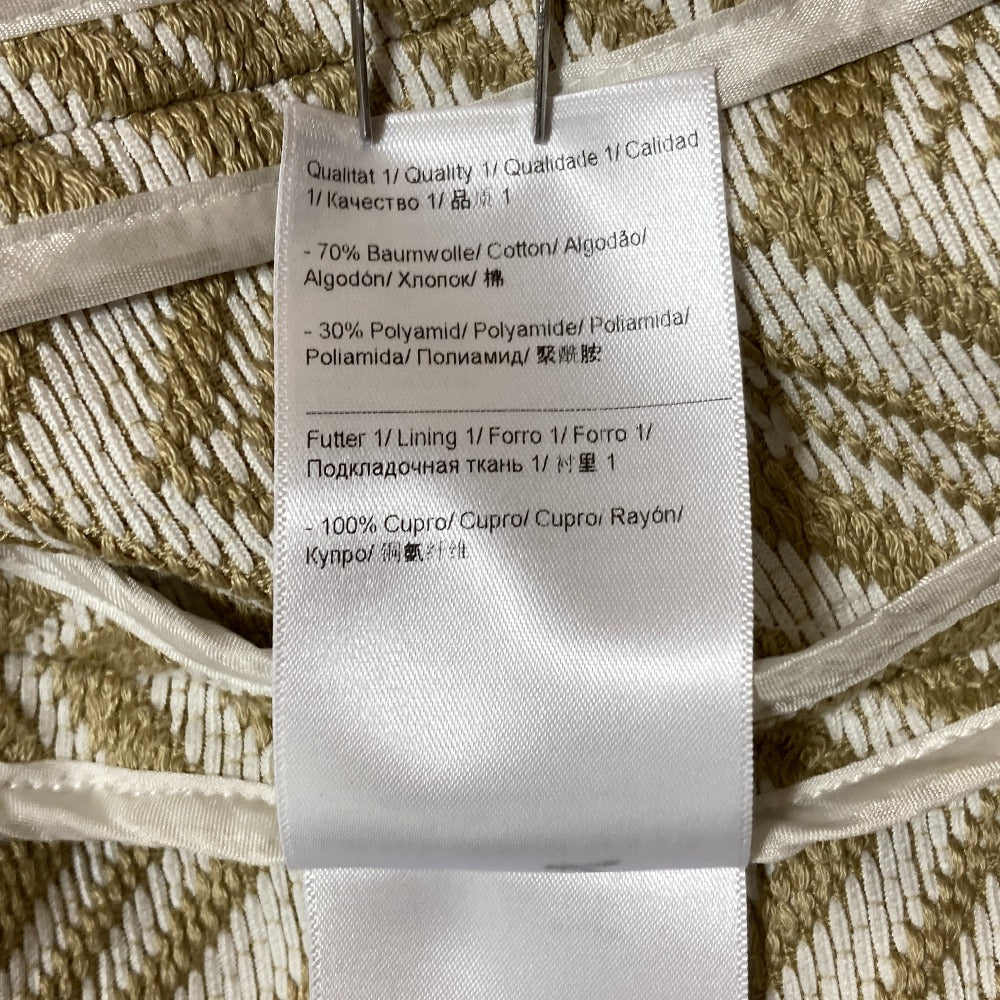 Qualität 1/ Quality 1/ Qualidade 1/ Calidad
1/ Качество 1/ 品质 1
- 70% Baumwolle/ Cotton/ Algodão/
Algodón/ Хлопок/ 棉
- 30% Polyamid/ Polyamide/ Poliamida/
Poliamida/ Полиамид/ 聚酰胺
Futter 1/ Lining 1/ Forro 1/ Forro 1/
Подкладочная ткань 1/ 衬里 1
- 100% Cupro/ Cupro/ Cupro/ Rayón/
Купро/ 铜氨纤维